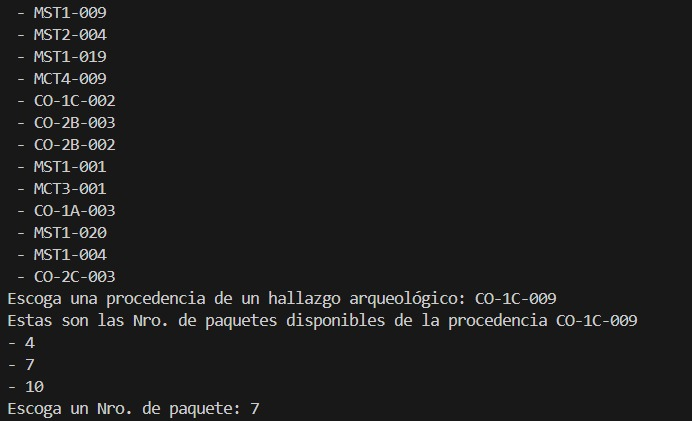 - MST1-009
- MST2-004
- MST1-019
- MCT4-009
- CO-1C-002
- CO-2B-003
- CO-2B-002
- MST1-001
- MCT3-001
- CO-1A-003
- MST1-020
- MST1-004
- CO-2C-003
Escoga una procedencia de un hallazgo arqueológico: CO-1C-009
Estas son las Nro. de paquetes disponibles de la procedencia CO-1C-009
- 4
- 7
- 10
Escoga un Nro. de paquete: 7